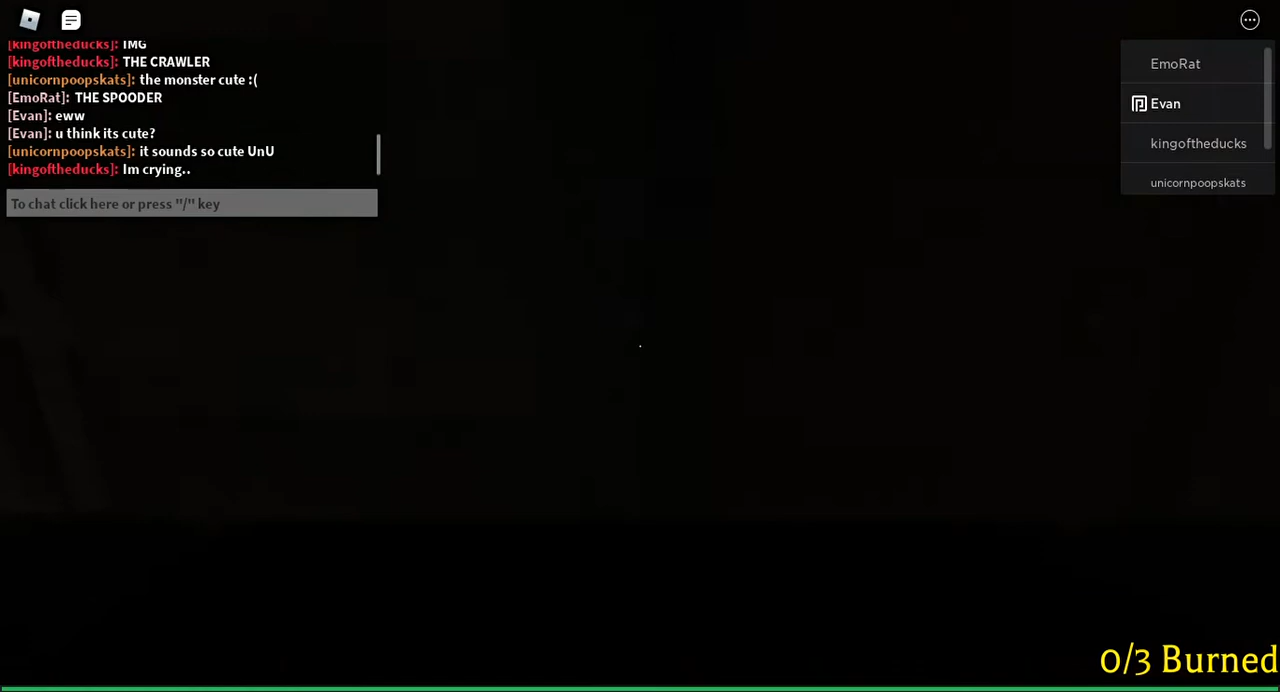 [kingoftheducks]: IMG
[kingoftheducks]: THE CRAWLER
[unicornpoopskats]: the monster cute :(
[EmoRat]: THE SPOODER
[Evan]: eww
[Evan]: u think its cute?
[unicornpoopskats]: it sounds so cute UnU
[kingoftheducks]: Im crying..
To chat click here or press "/" key
EmoRat
Evan
kingoftheducks
unicornpoopskats
0/3 Burned